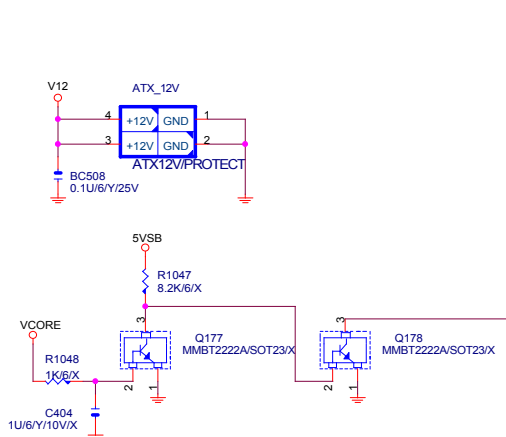 V12
ATX_12V
4 +12V GND 1
3 +12V GND 2
ATX12V/PROTECT
BC508
0.1U/6/Y/25V
5VSB
R1047
8.2K/6/X
VCORE
3
3
Q177
MMBT2222A/SOT23/X
Q178
MMBT2222A/SOT23/X
R1048
1K/6/X
2
1
2
1
C404
1U/6/Y/10V/X